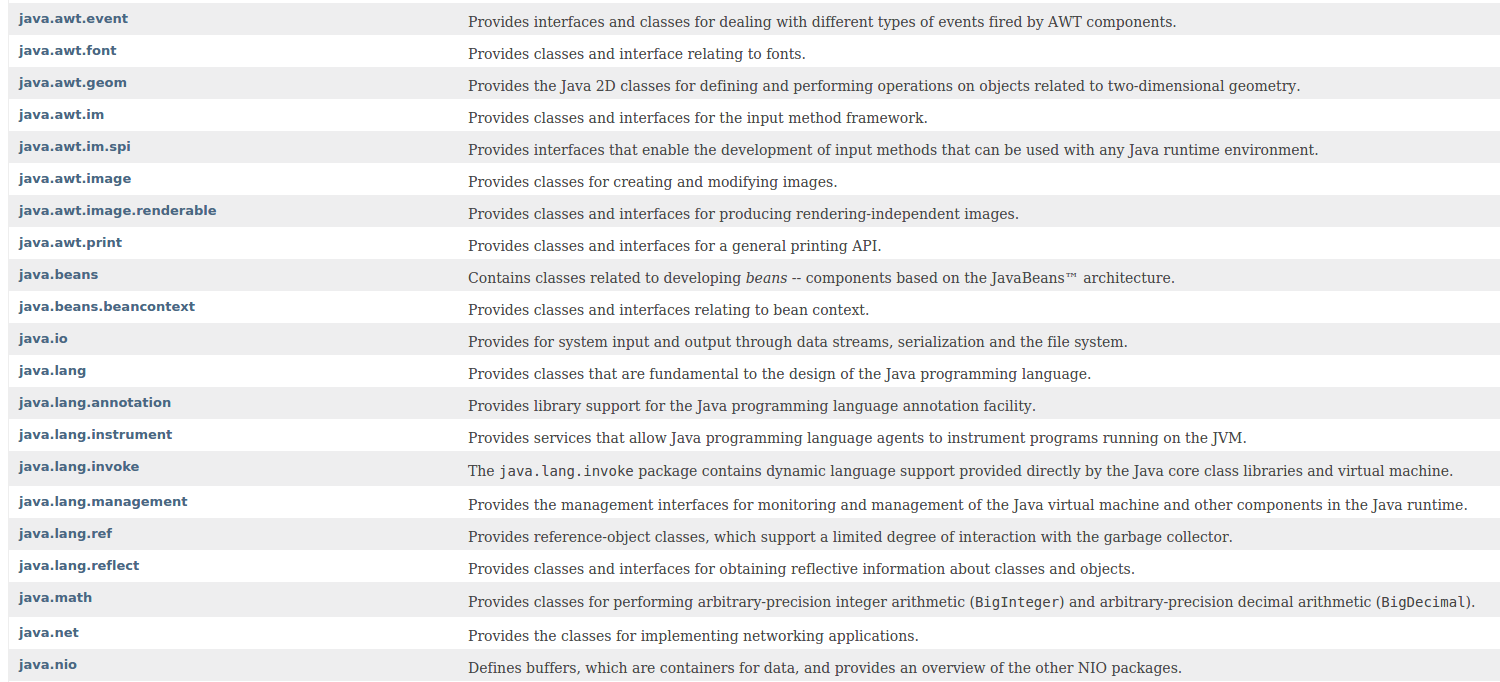 java.awt.event Provides interfaces and classes for dealing with different types of events fired by AWT components.
java.awt.font Provides classes and interface relating to fonts.
java.awt.geom Provides the Java 2D classes for defining and performing operations on objects related to two-dimensional geometry.
java.awt.im Provides classes and interfaces for the input method framework.
java.awt.im.spi Provides interfaces that enable the development of input methods that can be used with any Java runtime environment.
java.awt.image Provides classes for creating and modifying images.
java.awt.image.renderable Provides classes and interfaces for producing rendering-independent images.
java.awt.print Provides classes and interfaces for a general printing API.
java.beans Contains classes related to developing beans -- components based on the JavaBeans™ architecture.
java.beans.beancontext Provides classes and interfaces relating to bean context.
java.io Provides for system input and output through data streams, serialization and the file system.
java.lang Provides classes that are fundamental to the design of the Java programming language.
java.lang.annotation Provides library support for the Java programming language annotation facility.
java.lang.instrument Provides services that allow Java programming language agents to instrument programs running on the JVM.
java.lang.invoke The java.lang.invoke package contains dynamic language support provided directly by the Java core class libraries and virtual machine.
java.lang.management Provides the management interfaces for monitoring and management of the Java virtual machine and other components in the Java runtime.
java.lang.ref Provides reference-object classes, which support a limited degree of interaction with the garbage collector.
java.lang.reflect Provides classes and interfaces for obtaining reflective information about classes and objects.
java.math Provides classes for performing arbitrary-precision integer arithmetic (BigInteger) and arbitrary-precision decimal arithmetic (BigDecimal).
java.net Provides the classes for implementing networking applications.
java.nio Defines buffers, which are containers for data, and provides an overview of the other NIO packages.